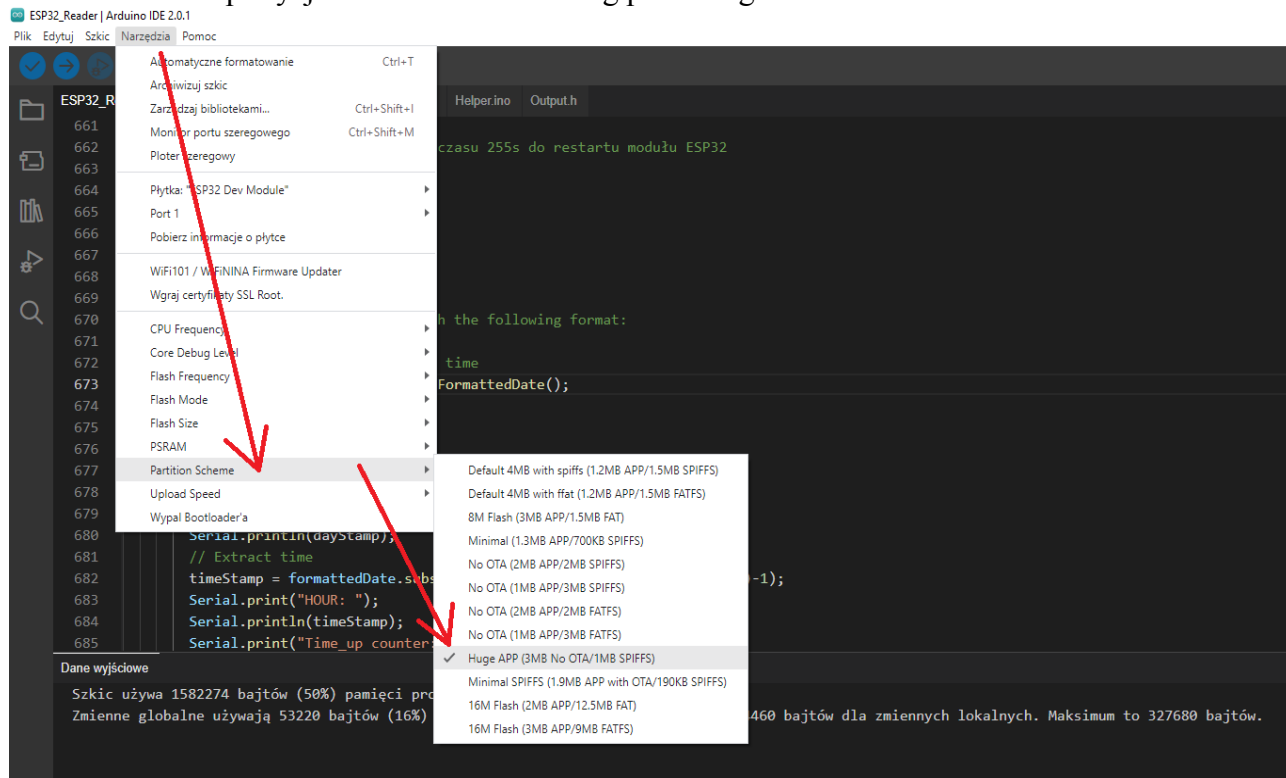 ESP32_Reader | Arduino IDE 2.0.1
Plik Edytuj Szkic Narzędzia Pomoc
Automatyczne formatowanie Ctrl+T
Archiwizuj szkic
Zarządzaj bibliotekami... Ctrl+Shift+I
Monitor portu szeregowego Ctrl+Shift+M
Ploter szeregowy
Płytka: "ESP32 Dev Module"
Port 1
Pobierz informacje o płytce
WiFi101 / WiFiNINA Firmware Updater
Wgraj certyfikaty SSL Root.
CPU Frequency
Core Debug Level
Flash Frequency
Flash Mode
Flash Size
PSRAM
Partition Scheme
Upload Speed
Wypal Bootloader'a
Default 4MB with spiffs (1.2MB APP/1.5MB SPIFFS)
Default 4MB with ffat (1.2MB APP/1.5MB FATFS)
8M Flash (3MB APP/1.5MB FAT)
Minimal (1.3MB APP/700KB SPIFFS)
No OTA (2MB APP/2MB SPIFFS)
No OTA (1MB APP/3MB SPIFFS)
No OTA (2MB APP/2MB FATFS)
No OTA (1MB APP/3MB FATFS)
Huge APP (3MB No OTA/1MB SPIFFS)
Minimal SPIFFS (1.9MB APP with OTA/190KB SPIFFS)
16M Flash (2MB APP/12.5MB FAT)
16M Flash (3MB APP/9MB FATFS)
ESP32_R Helper.ino Output.h
661
662 czasu 255s do restartu modułu ESP32
663
664
665
666
667
668
669
670 h the following format:
671
672 time
673 FormattedDate();
674
675
676
677
678
679
680 Serial.println(dayStamp);
681 // Extract time
682 timeStamp = formattedDate.subs -1);
683 Serial.print("HOUR: ");
684 Serial.println(timeStamp);
685 Serial.print("Time_up counter:
Dane wyjściowe
Szkic używa 1582274 bajtów (50%) pamięci pro
Zmienne globalne używają 53220 bajtów (16%) 460 bajtów dla zmiennych lokalnych. Maksimum to 327680 bajtów.